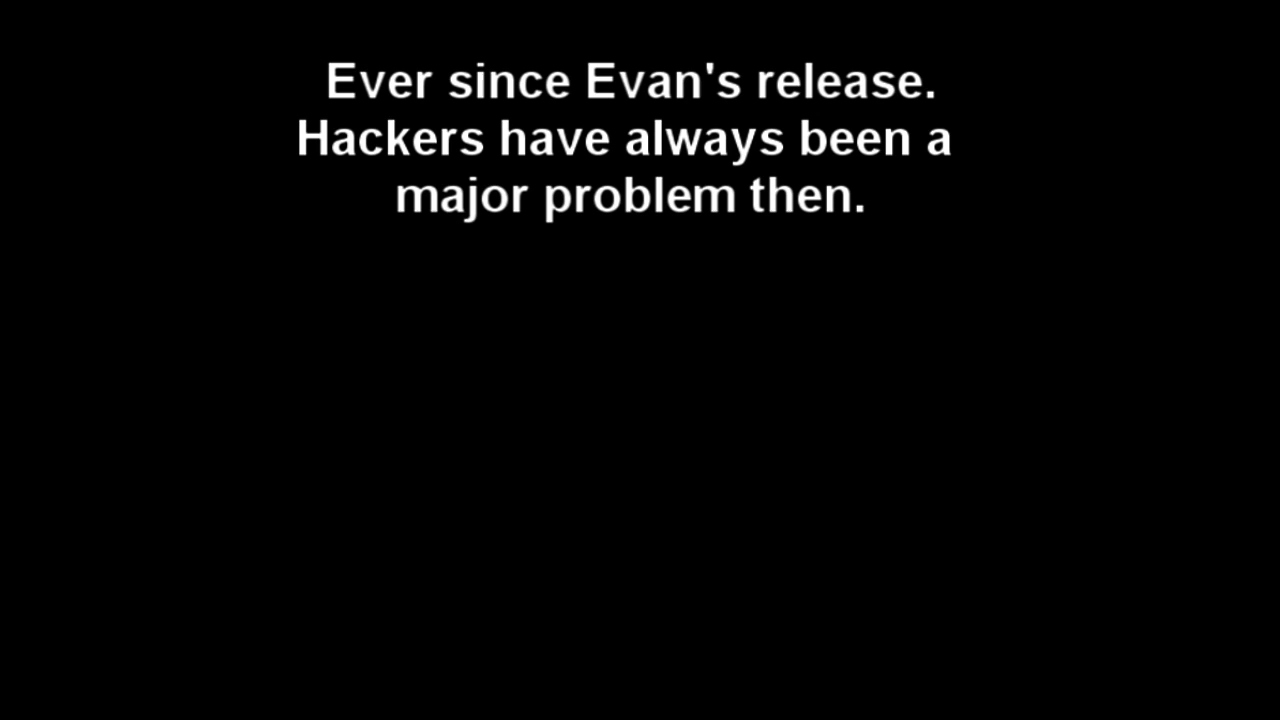 Ever since Evan's release.
Hackers have always been a
major problem then.